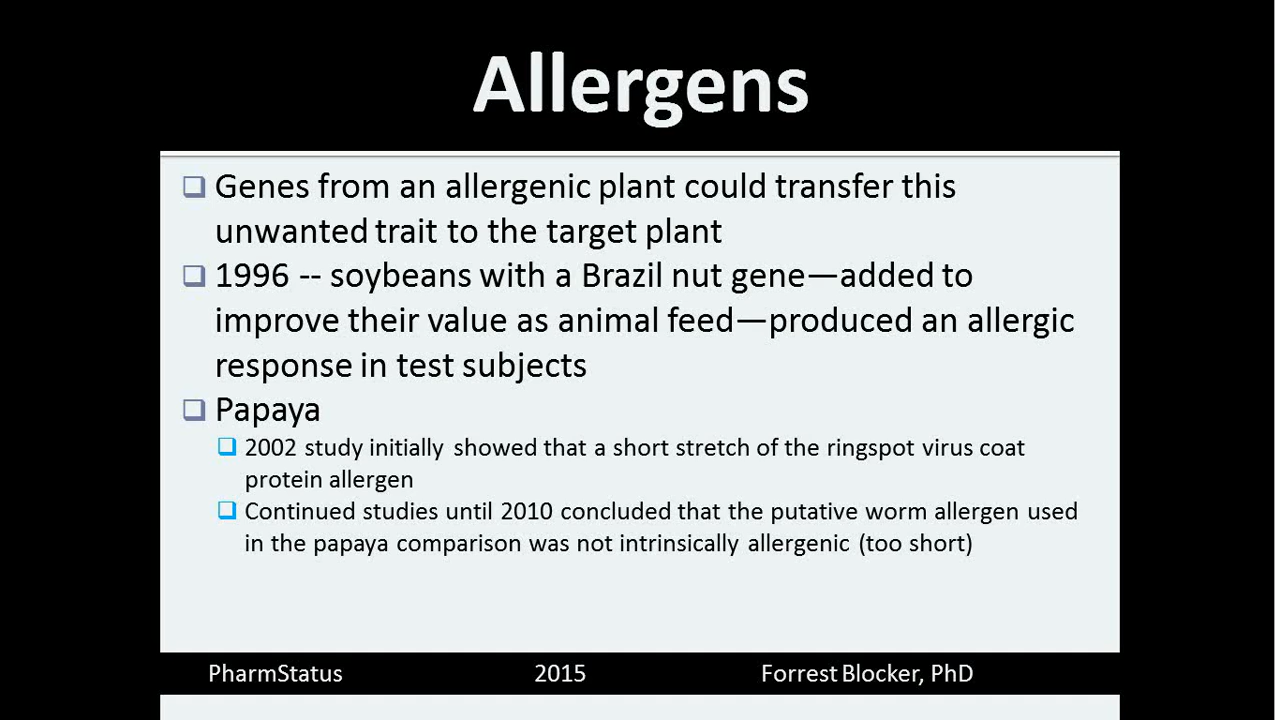 Allergens
Genes from an allergenic plant could transfer this
unwanted trait to the target plant
1996 -- soybeans with a Brazil nut gene—added to
improve their value as animal feed—produced an allergic
response in test subjects
Papaya
2002 study initially showed that a short stretch of the ringspot virus coat
protein allergen
Continued studies until 2010 concluded that the putative worm allergen used
in the papaya comparison was not intrinsically allergenic (too short)
PharmStatus 2015 Forrest Blocker, PhD